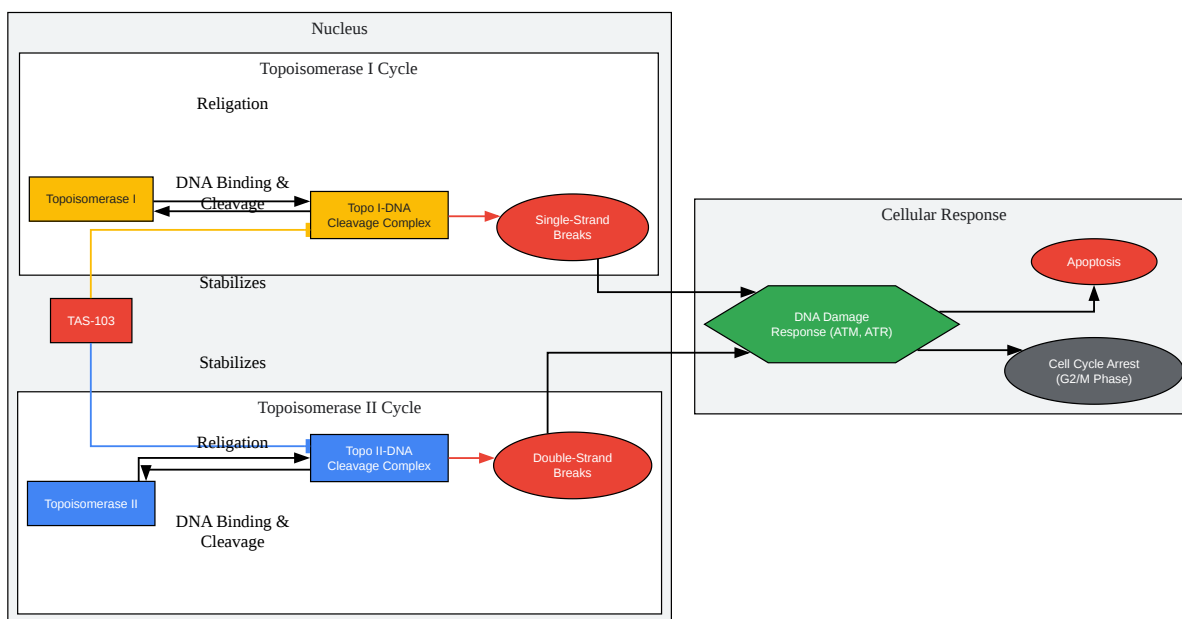 Nucleus
Topoisomerase I Cycle
Religation
DNA Binding &
Cleavage
Topoisomerase I
Topo I-DNA
Cleavage Complex
Single-Strand
Breaks
Stabilizes
TAS-103
Stabilizes
Topoisomerase II Cycle
Religation
Topo II-DNA
Cleavage Complex
Double-Strand
Breaks
Topoisomerase II
DNA Binding &
Cleavage
Cellular Response
Apoptosis
DNA Damage
Response (ATM, ATR)
Cell Cycle Arrest
(G2/M Phase)